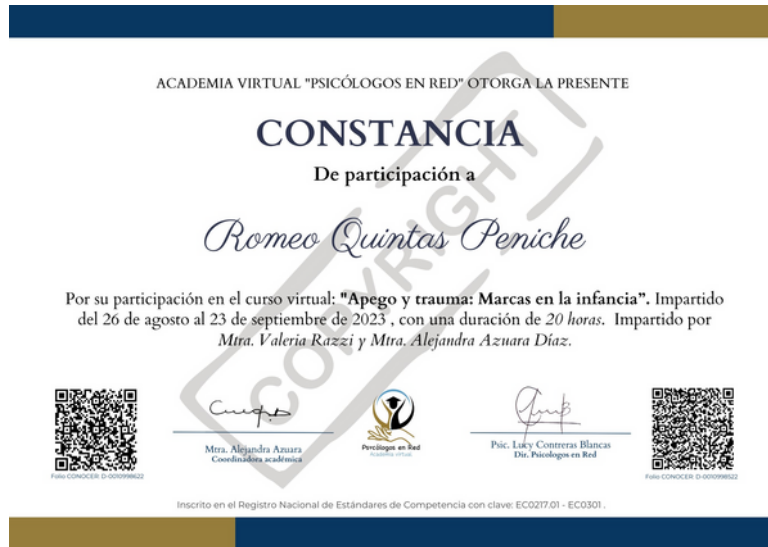 ACADEMIA VIRTUAL "PSICÓLOGOS EN RED" OTORGA LA PRESENTE
CONSTANCIA
De participación a
Romeo Quintas Peniche
Por su participación en el curso virtual: "Apego y trauma: Marcas en la infancia”. Impartido
del 26 de agosto al 23 de septiembre de 2023 , con una duración de 20 horas. Impartido por
Mtra. Valeria Razzi y Mtra. Alejandra Azuara Díaz.
COPYRIGHT
Mtra. Alejandra Azuara
Coordinadora académica
Psicólogos en Red
Academia virtual
Psic. Lucy Contreras Blancas
Dir. Psicologos en Red
Folio CONOCER: D-0010998622
Folio CONOCER: D-0010998522
Inscrito en el Registro Nacional de Estándares de Competencia con clave: EC0217.01 - EC0301 .